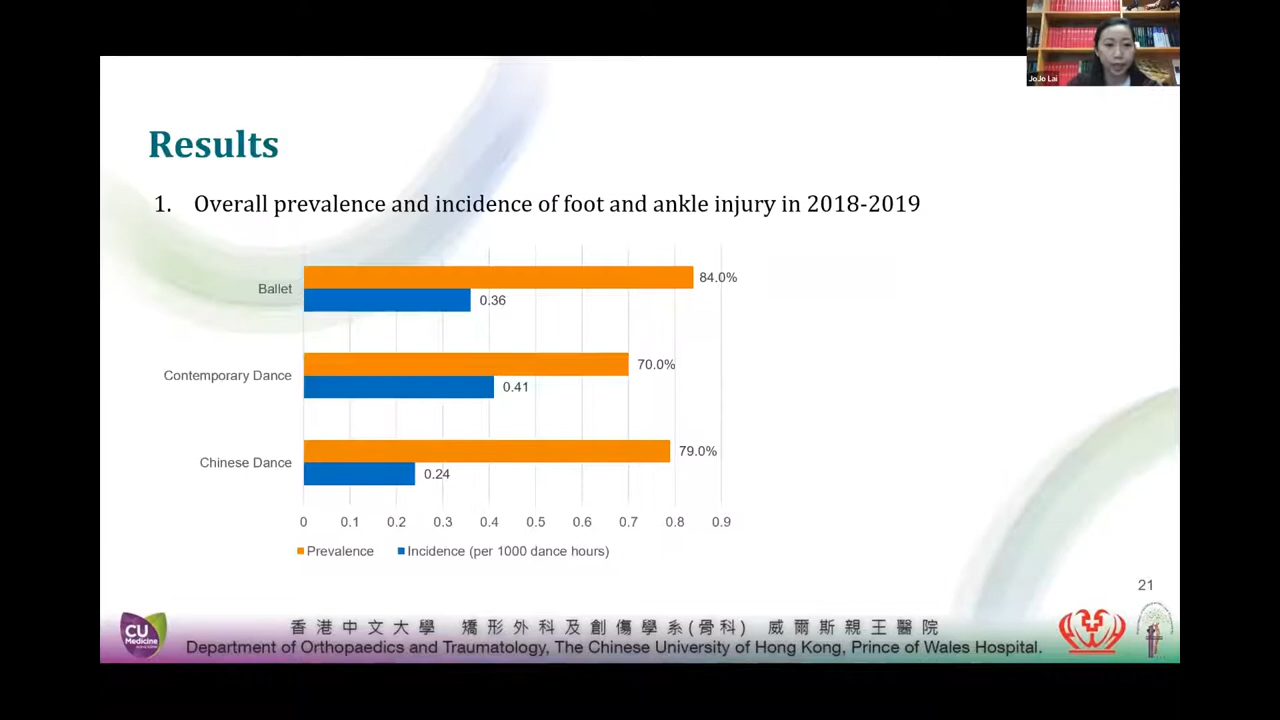 JoJo Lai
Results
1. Overall prevalence and incidence of foot and ankle injury in 2018-2019
Ballet
84.0%
0.36
Contemporary Dance
70.0%
0.41
Chinese Dance
79.0%
0.24
0 0.1 0.2 0.3 0.4 0.5 0.6 0.7 0.8 0.9
Prevalence Incidence (per 1000 dance hours)
21
CU
Medicine
香港中文大學 矯形外科及創傷學系(骨科) 威爾斯親王醫院
Department of Orthopaedics and Traumatology, The Chinese University of Hong Kong, Prince of Wales Hospital.